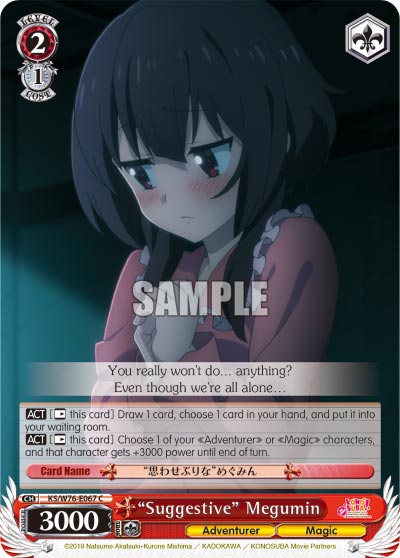 LEVEL
2
1
COST
SAMPLE
You really won't do... anything?
Even though we're all alone...
ACT [ this card] Draw 1 card, choose 1 card in your hand, and put it into
your waiting room.
ACT [ this card] Choose 1 of your «Adventurer» or «Magic» characters,
and that character gets +3000 power until end of turn.
Card Name "思わせぶりな"めぐみん
CH KS/W76-E067 C
POWER 3000 SOUL "Suggestive" Megumin
Adventurer Magic
©2019 Natsume Akatsuki・Kurone Mishima / KADOKAWA / KONOSUBA Movie Partners